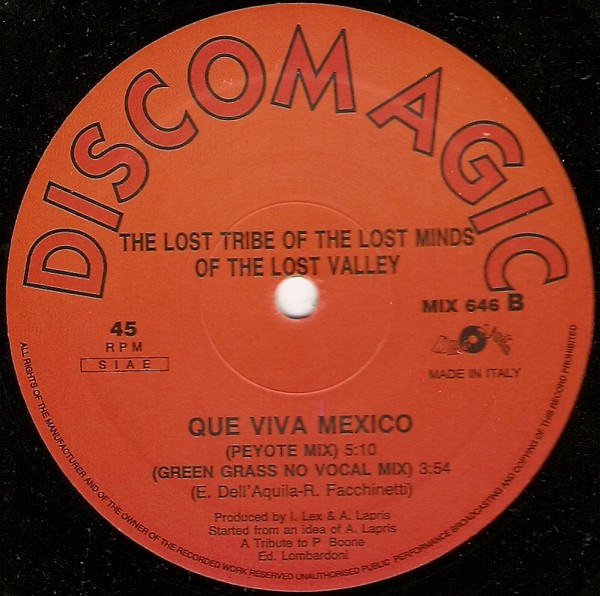 DISCOMAGIC
THE LOST TRIBE OF THE LOST MINDS
OF THE LOST VALLEY
MIX 646 B
45
RPM
SIAE
MADE IN ITALY
QUE VIVA MEXICO
(PEYOTE MIX) 5:10
(GREEN GRASS NO VOCAL MIX) 3:54
(E. Dell'Aquila-R. Facchinetti)
Produced by I. Lex & A. Lapris
Started from an idea of A. Lapris
A Tribute to P. Boone
Ed. Lombardoni
ALL RIGHTS OF THE MANUFACTURER AND OF THE OWNER OF THE RECORDED WORK RESERVED UNAUTHORISED PUBLIC PERFORMANCE BROADCASTING AND COPYING OF THIS RECORD PROHIBITED